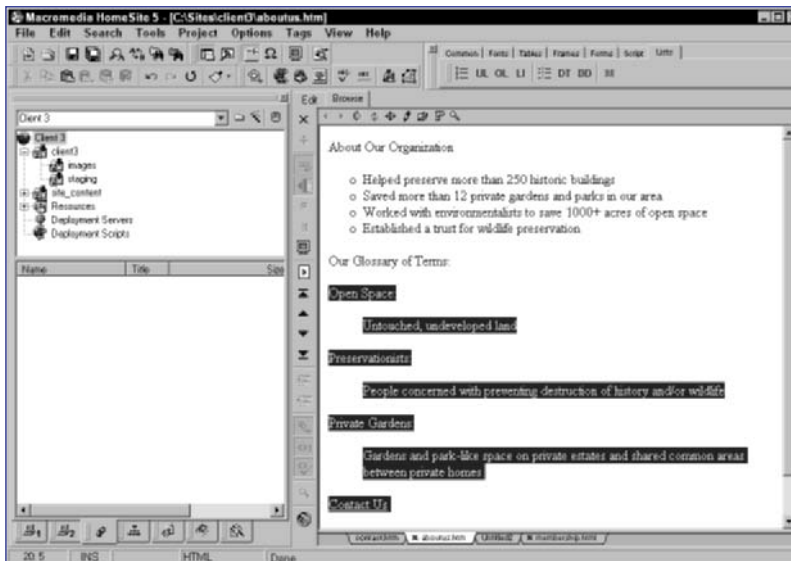 Macromedia HomeSite 5 - [C:\Sites\client3\aboutus.htm]
File Edit Search Tools Project Options Tags View Help
Common Fonts Tables Frames Forms Script Lists
UL OL LI DT DD
Client 3
Edit Browse
Client 3
client3
images
staging
site_content
Resources
Deployment Servers
Deployment Scripts
Name Title Size
About Our Organization
Helped preserve more than 250 historic buildings
Saved more than 12 private gardens and parks in our area
Worked with environmentalists to save 1000+ acres of open space
Established a trust for wildlife preservation
Our Glossary of Terms:
Open Space:
Untouched, undeveloped land
Preservationists:
People concerned with preventing destruction of history and/or wildlife
Private Gardens:
Gardens and park-like space on private estates and shared common areas
between private homes
Contact Us
aboutus.htm Untitled2 membership.html
20:5 INS HTML Done